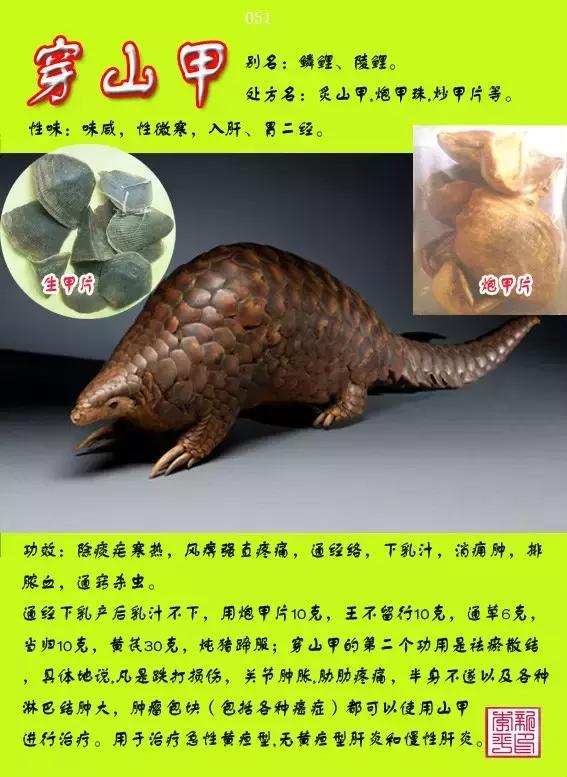 051
穿山甲
别名：鳞鲤、陵鲤。
处方名：炙山甲,炮甲珠,炒甲片等。
性味：味咸，性微寒，入肝、胃二经。
生甲片
炮甲片
功效：除痰疟寒热，风痹强直疼痛，通经络，下乳汁，消痈肿，排
脓血，通窍杀虫。
通经下乳产后乳汁不下，用炮甲片10克，王不留行10克，通草6克，
当归10克，黄芪30克，炖猪蹄服；穿山甲的第二个功用是祛瘀散结
，具体地说,凡是跌打损伤，关节肿胀,胁肋疼痛，半身不遂以及各种
淋巴结肿大，肿瘤包块（包括各种癌症）都可以使用山甲
进行治疗。用于治疗急性黄疸型,无黄疸型肝炎和慢性肝炎。